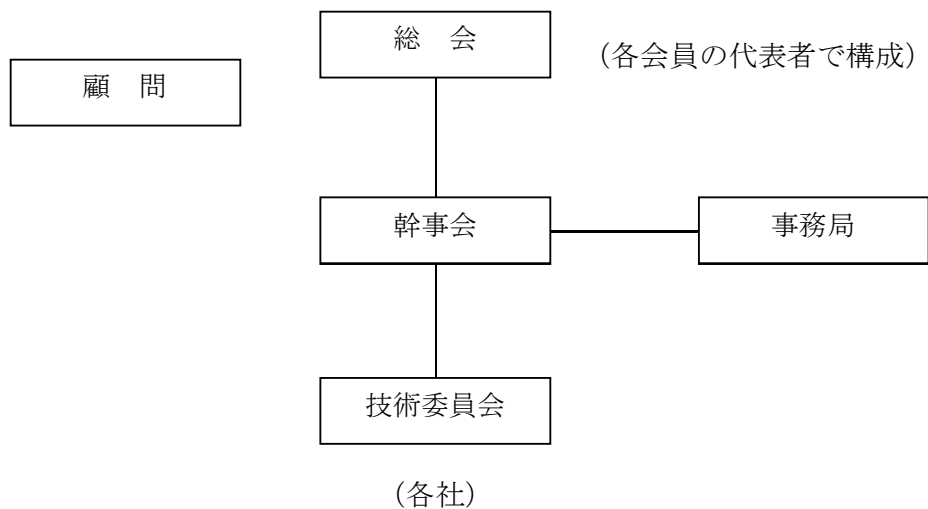 総　会
(各会員の代表者で構成)
顧　問
幹事会
事務局
技術委員会
(各社)